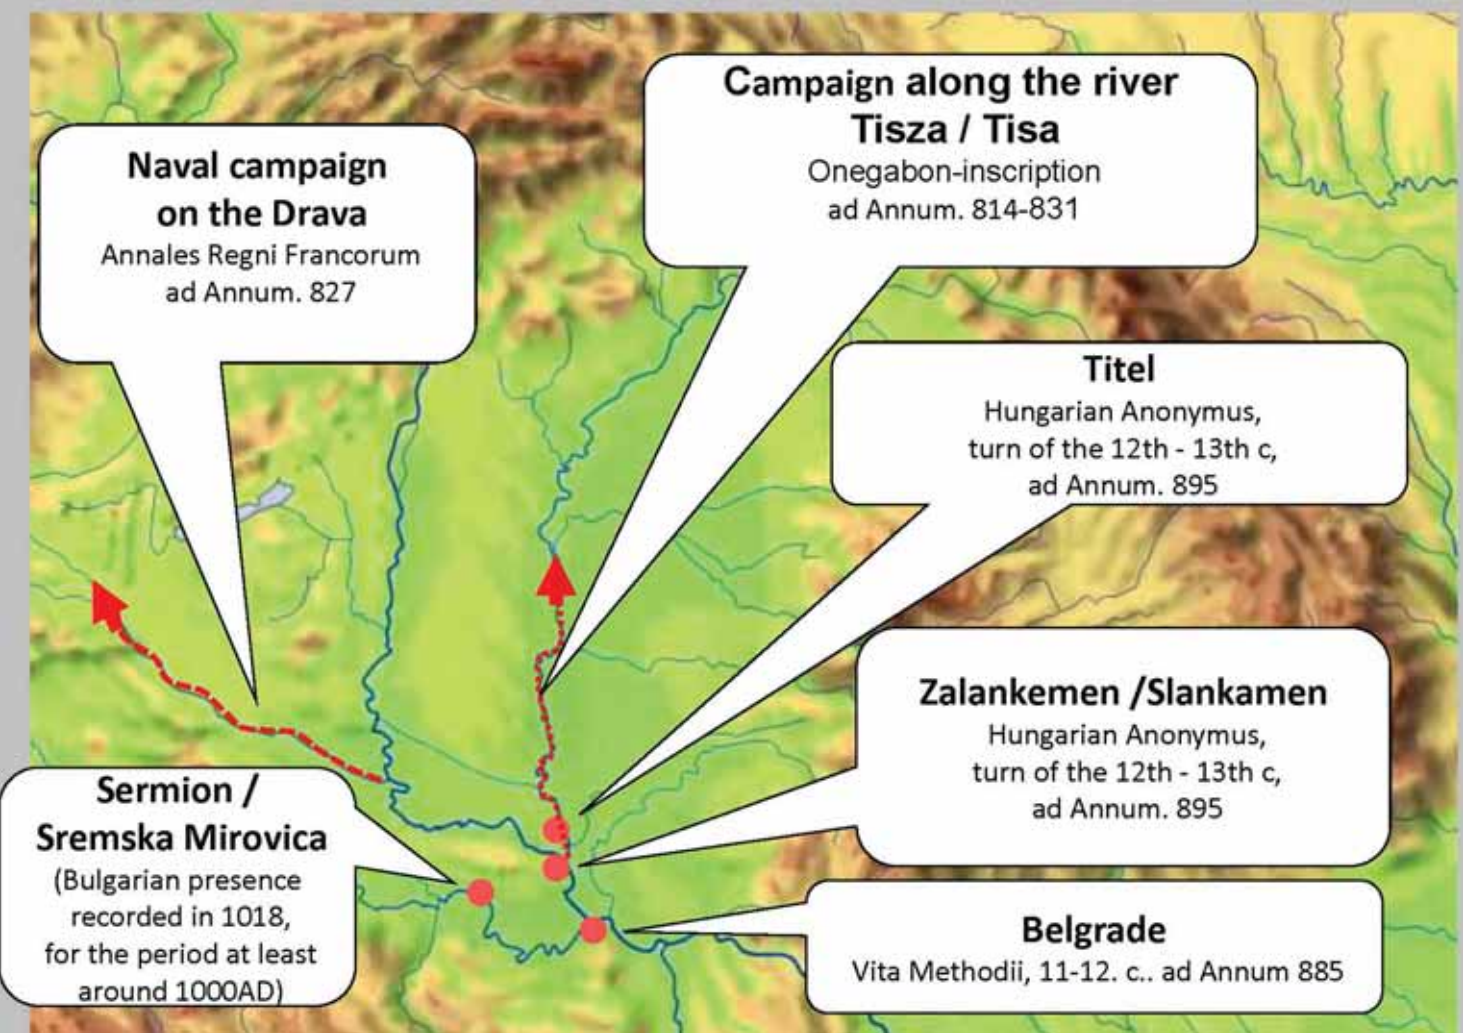 Naval campaign
on the Drava
Annales Regni Francorum
ad Annum. 827
Campaign along the river
Tisza / Tisa
Onegabon-inscription
ad Annum. 814-831
Titel
Hungarian Anonymus,
turn of the 12th - 13th c,
ad Annum. 895
Zalankemen /Slankamen
Hungarian Anonymus,
turn of the 12th - 13th c,
ad Annum. 895
Sermion /
Sremska Mirovica
(Bulgarian presence
recorded in 1018,
for the period at least
around 1000AD)
Belgrade
Vita Methodii, 11-12. c.. ad Annum 885